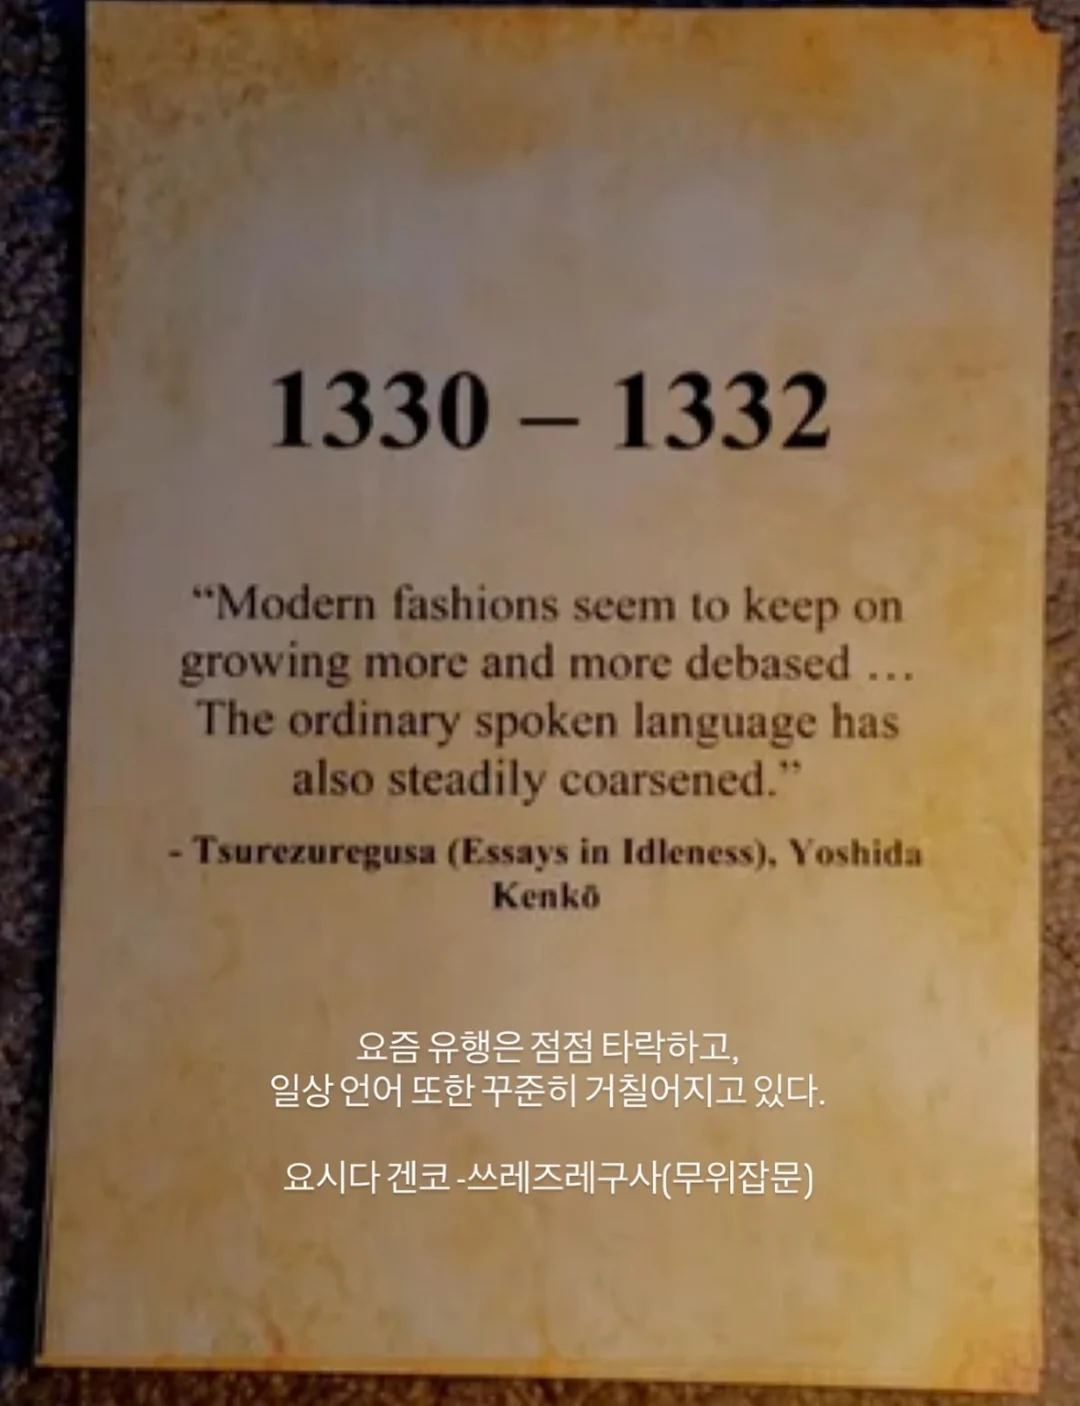 1330 – 1332
“Modern fashions seem to keep on
growing more and more debased …
The ordinary spoken language has
also steadily coarsened.”
- Tsurezuregusa (Essays in Idleness), Yoshida
Kenkō
요즘 유행은 점점 타락하고,
일상 언어 또한 꾸준히 거칠어지고 있다.
요시다 겐코 -쓰레즈레구사(무위잡문)